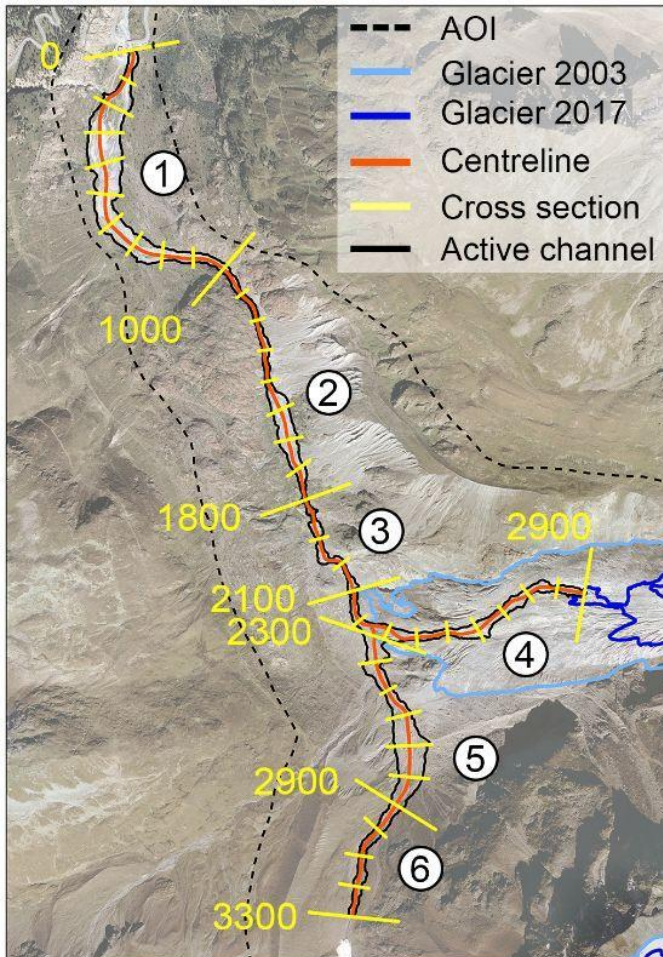 AOI
Glacier 2003
Glacier 2017
Centreline
Cross section
Active channel
0
1
1000
2
1800
3
2900
2100
2300
4
5
2900
6
3300